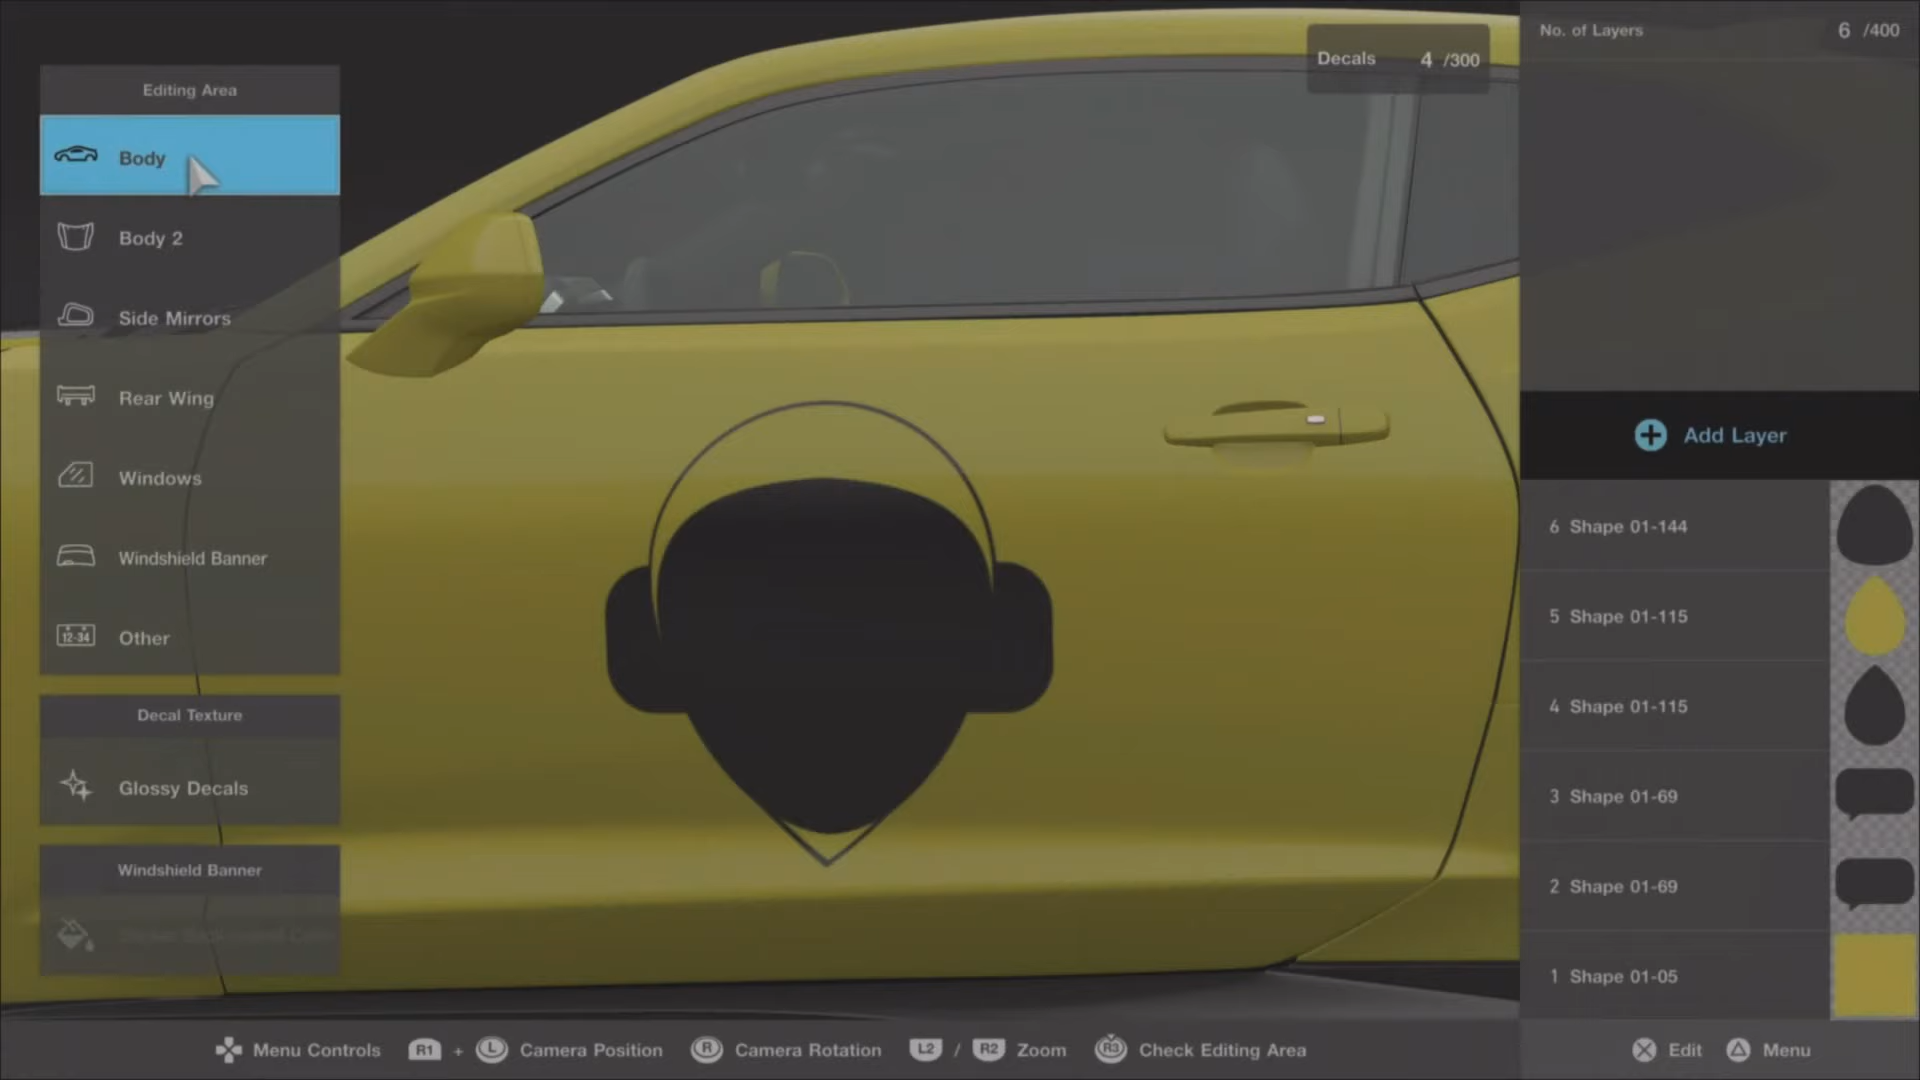 Editing Area
Body
Body 2
Side Mirrors
Rear Wing
Windows
Windshield Banner
12-34
Other
Decal Texture
Glossy Decals
Windshield Banner
Decals 4 /300
No. of Layers 6 /400
Add Layer
6 Shape 01-144
5 Shape 01-115
4 Shape 01-115
3 Shape 01-69
2 Shape 01-69
1 Shape 01-05
Menu Controls R1 + L Camera Position R Camera Rotation L2 / R2 Zoom R3 Check Editing Area Edit Menu